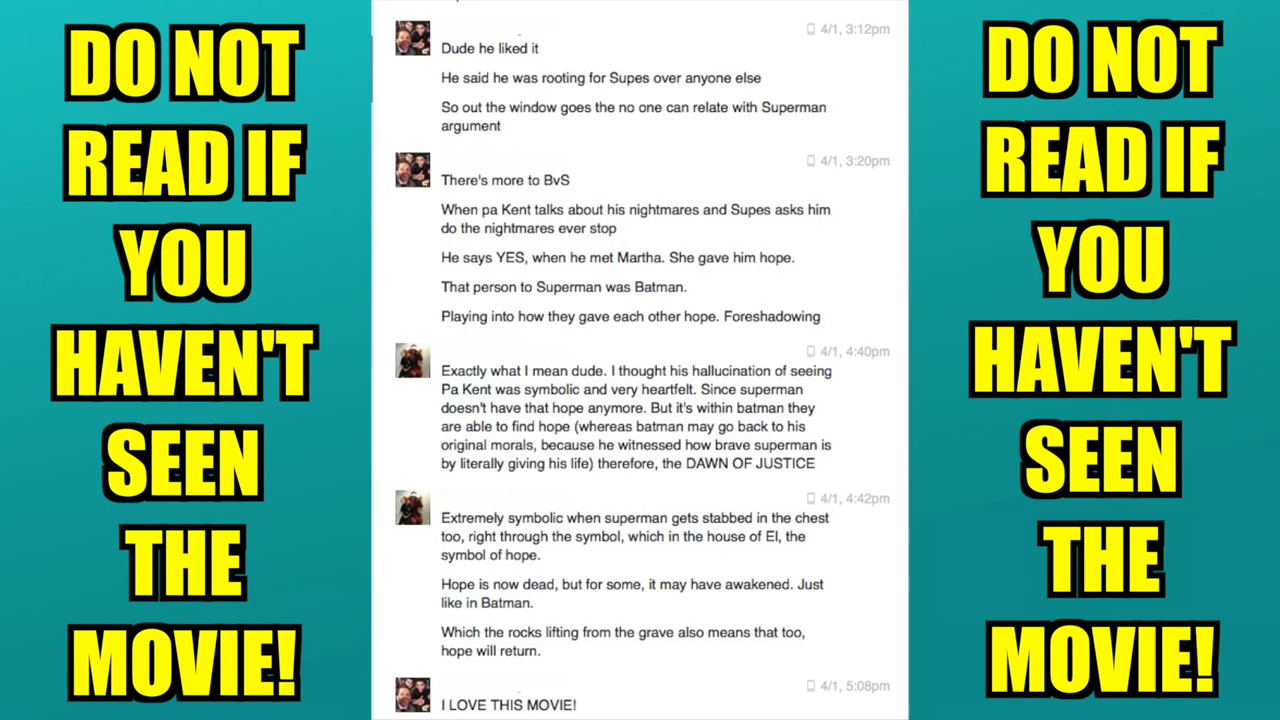 DO NOT
READ IF
YOU
HAVEN'T
SEEN
THE
MOVIE!
4/1, 3:12pm
Dude he liked it
He said he was rooting for Supes over anyone else
So out the window goes the no one can relate with Superman
argument
4/1, 3:20pm
There's more to BvS
When pa Kent talks about his nightmares and Supes asks him
do the nightmares ever stop
He says YES, when he met Martha. She gave him hope.
That person to Superman was Batman.
Playing into how they gave each other hope. Foreshadowing
4/1, 4:40pm
Exactly what I mean dude. I thought his hallucination of seeing
Pa Kent was symbolic and very heartfelt. Since superman
doesn't have that hope anymore. But it's within batman they
are able to find hope (whereas batman may go back to his
original morals, because he witnessed how brave superman is
by literally giving his life) therefore, the DAWN OF JUSTICE
4/1, 4:42pm
Extremely symbolic when superman gets stabbed in the chest
too, right through the symbol, which in the house of El, the
symbol of hope.
Hope is now dead, but for some, it may have awakened. Just
like in Batman.
Which the rocks lifting from the grave also means that too,
hope will return.
4/1, 5:08pm
I LOVE THIS MOVIE!
DO NOT
READ IF
YOU
HAVEN'T
SEEN
THE
MOVIE!